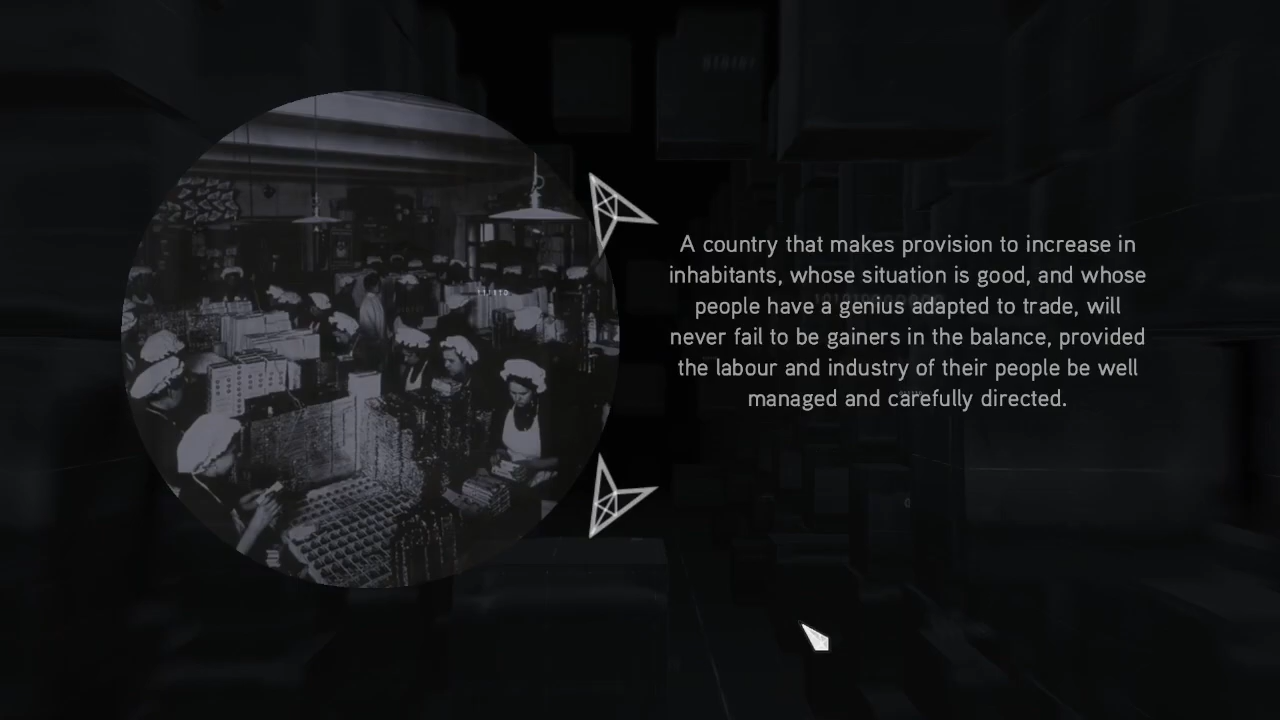 A country that makes provision to increase in
inhabitants, whose situation is good, and whose
people have a genius adapted to trade, will
never fail to be gainers in the balance, provided
the labour and industry of their people be well
managed and carefully directed.